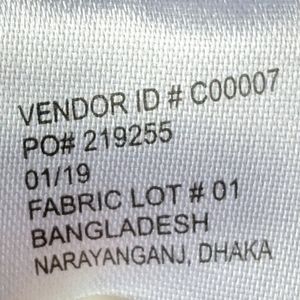 VENDOR ID # C00007
PO# 219255
01/19
FABRIC LOT # 01
BANGLADESH
NARAYANGANJ, DHAKA